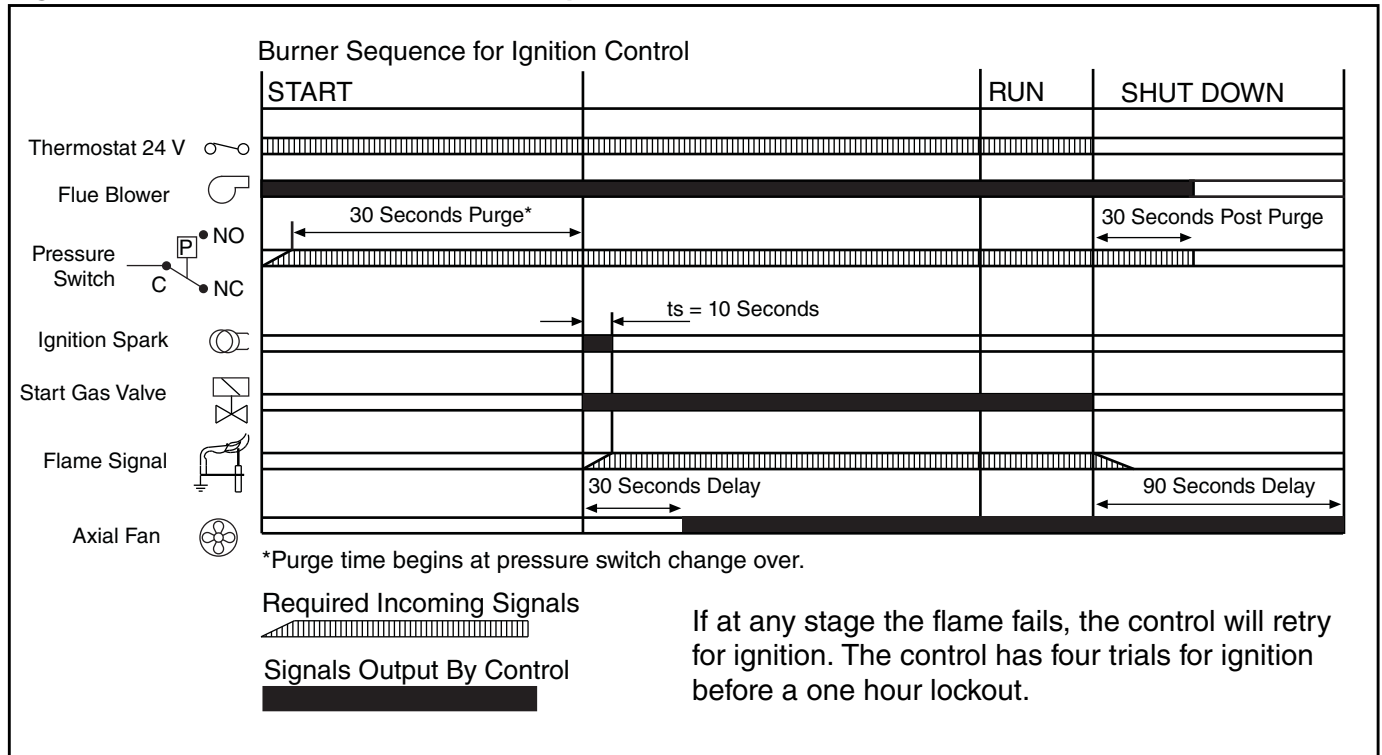 Burner Sequence for Ignition Control
START
RUN
SHUT DOWN
Thermostat 24 V
Flue Blower
30 Seconds Purge*
30 Seconds Post Purge
Pressure
Switch
P
NO
C
NC
ts = 10 Seconds
Ignition Spark
Start Gas Valve
Flame Signal
30 Seconds Delay
90 Seconds Delay
Axial Fan
*Purge time begins at pressure switch change over.
Required Incoming Signals
Signals Output By Control
If at any stage the flame fails, the control will retry
for ignition. The control has four trials for ignition
before a one hour lockout.